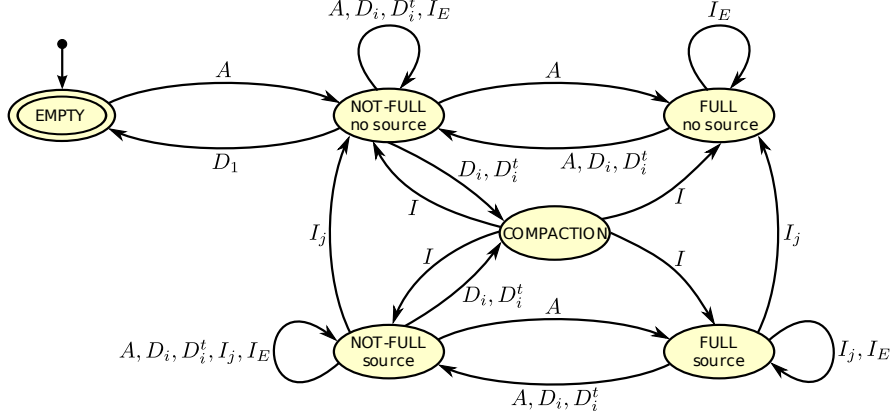 A, D_i, D_i^t, I_E
I_E
A
A
EMPTY
NOT-FULL
no source
FULL
no source
D_1
A, D_i, D_i^t
D_i, D_i^t
I
I
I_j
COMPACTION
I_j
I
I
D_i, D_i^t
A
A, D_i, D_i^t, I_j, I_E
NOT-FULL
source
FULL
source
I_j, I_E
A, D_i, D_i^t